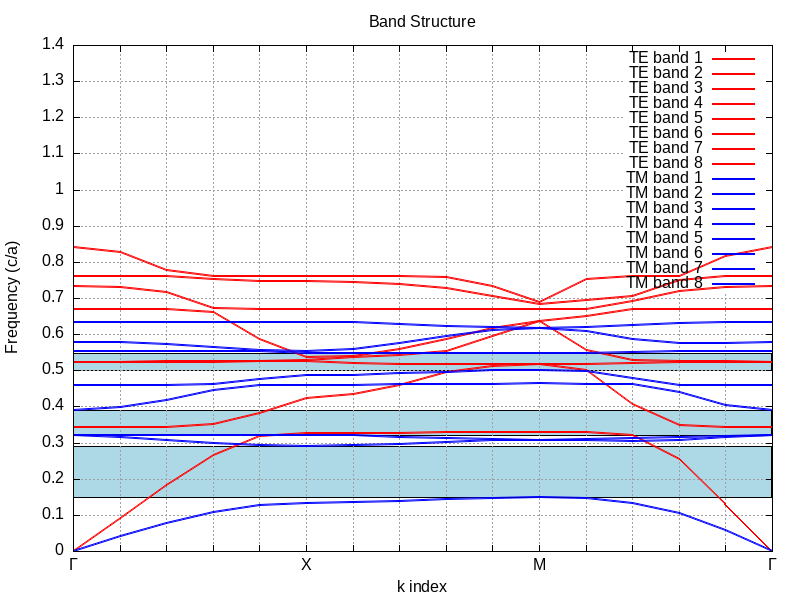 Band Structure
1.4
1.3
1.2
1.1
1
0.9
0.8
0.7
0.6
0.5
0.4
0.3
0.2
0.1
0
Frequency (c/a)
TE band 1
TE band 2
TE band 3
TE band 4
TE band 5
TE band 6
TE band 7
TE band 8
TM band 1
TM band 2
TM band 3
TM band 4
TM band 5
TM band 6
TM band 7
TM band 8
Γ X M Γ
k index